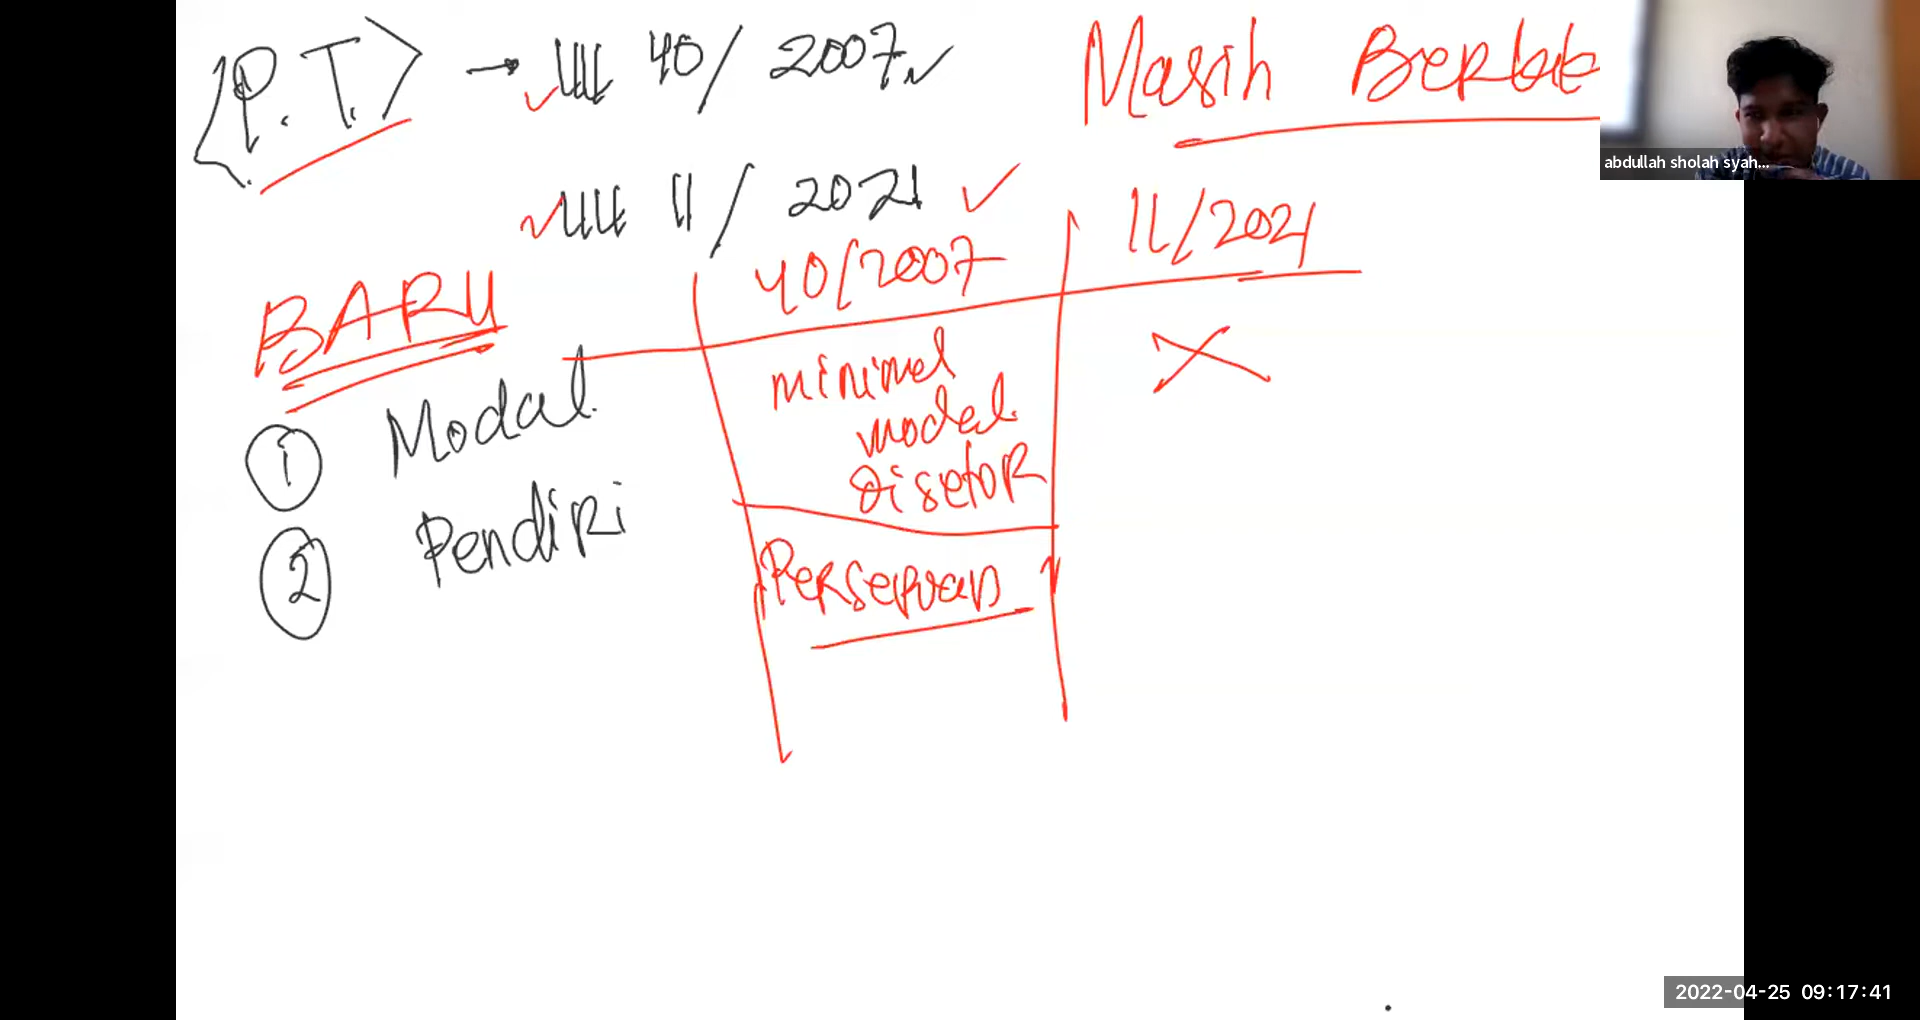 <P.T.> → UU 40/ 2007
Masih Berlak
abdullah sholah syah...
UU 11/ 2021
40/2007
11/2021
BARU
1 Modal
minimal
modal
disetor
2 Pendiri
Perseroan
2022-04-25 09:17:41